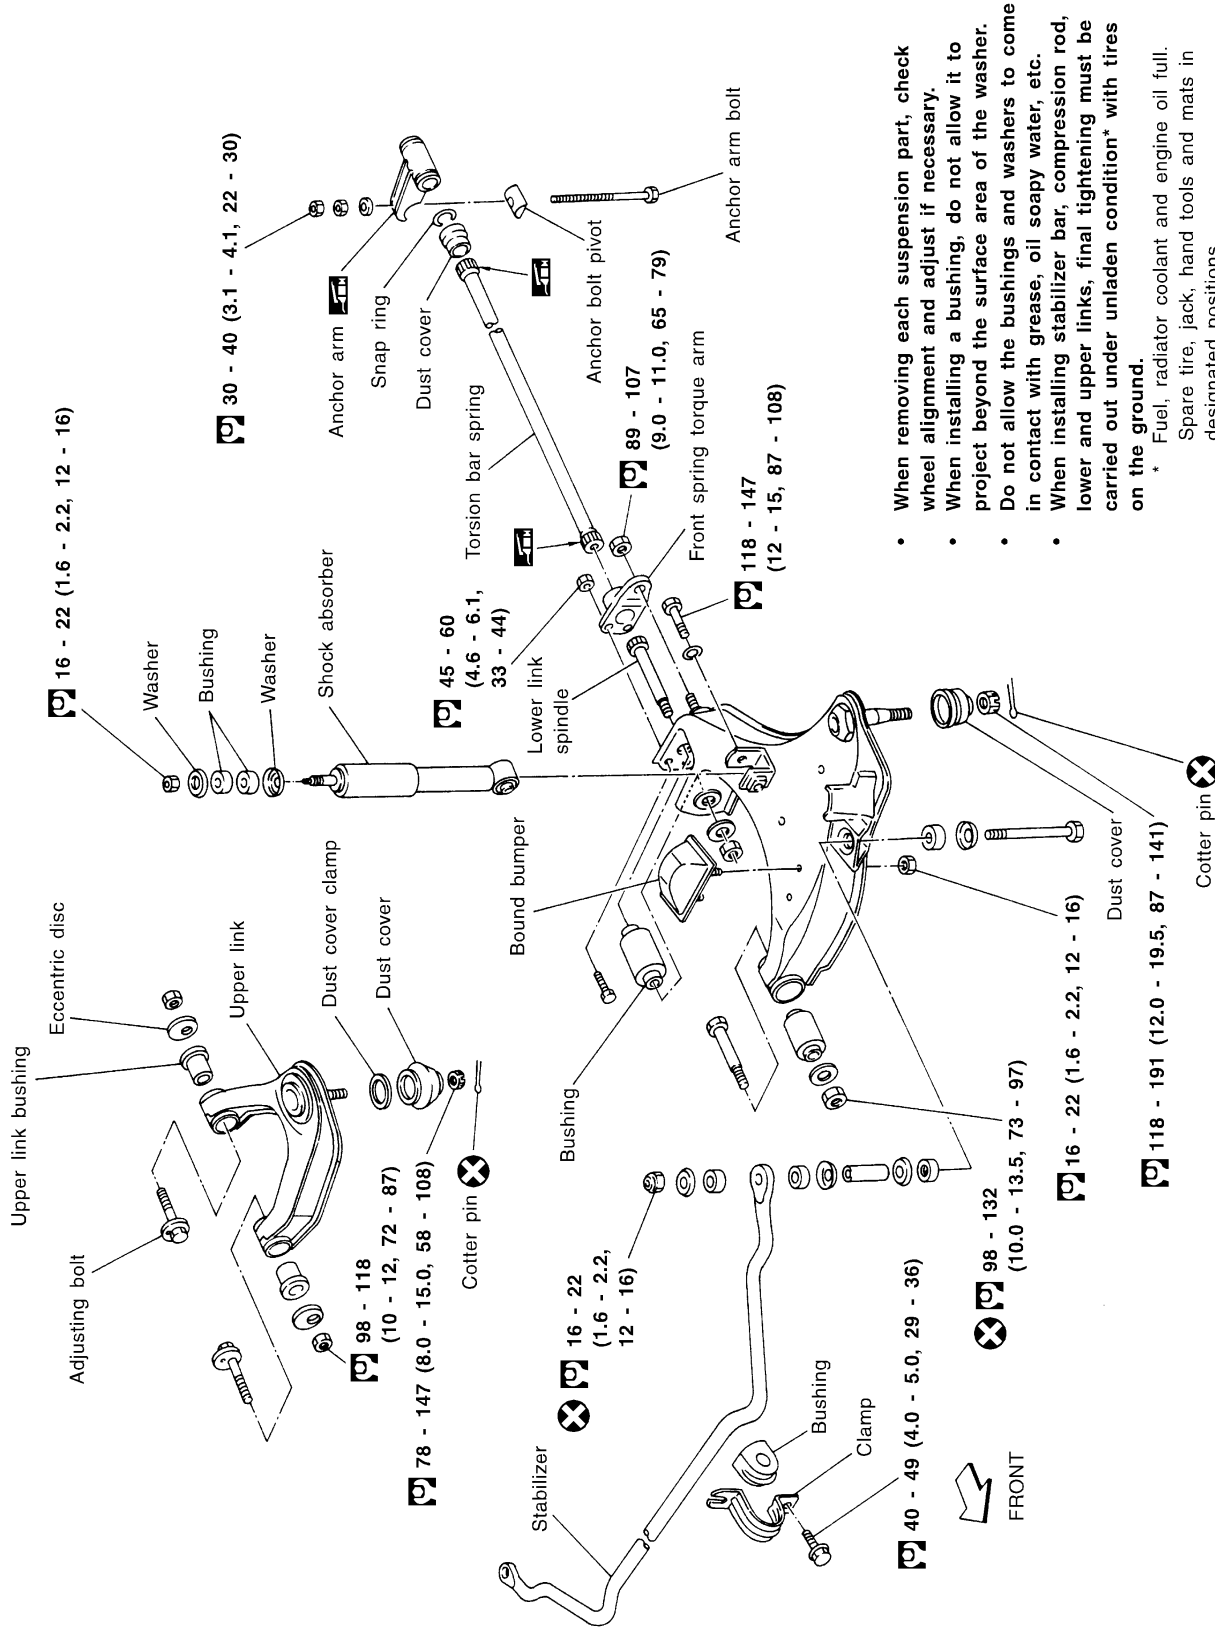 Upper link bushing
Eccentric disc
Upper link
Adjusting bolt
Dust cover clamp
Dust cover
98 - 118
(10 - 12, 72 - 87)
78 - 147 (8.0 - 15.0, 58 - 108)
Cotter pin
16 - 22 (1.6 - 2.2, 12 - 16)
Washer
Bushing
Washer
Shock absorber
30 - 40 (3.1 - 4.1, 22 - 30)
Anchor arm
Snap ring
Dust cover
Torsion bar spring
45 - 60
(4.6 - 6.1,
33 - 44)
Lower link
spindle
Bound bumper
Bushing
Anchor bolt pivot
Anchor arm bolt
89 - 107
(9.0 - 11.0, 65 - 79)
Front spring torque arm
118 - 147
(12 - 15, 87 - 108)
Stabilizer
16 - 22
(1.6 - 2.2,
12 - 16)
Bushing
Clamp
40 - 49 (4.0 - 5.0, 29 - 36)
FRONT
98 - 132
(10.0 - 13.5, 73 - 97)
16 - 22 (1.6 - 2.2, 12 - 16)
Dust cover
118 - 191 (12.0 - 19.5, 87 - 141)
Cotter pin
• When removing each suspension part, check
wheel alignment and adjust if necessary.
• When installing a bushing, do not allow it to
project beyond the surface area of the washer.
• Do not allow the bushings and washers to come
in contact with grease, oil soapy water, etc.
• When installing stabilizer bar, compression rod,
lower and upper links, final tightening must be
carried out under unladen condition* with tires
on the ground.
* Fuel, radiator coolant and engine oil full.
Spare tire, jack, hand tools and mats in
designated positions